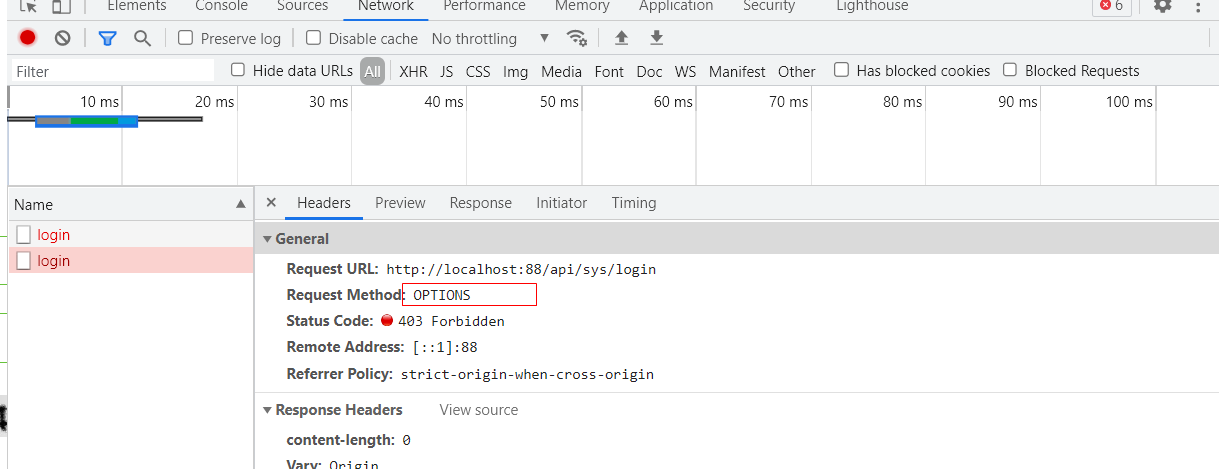 Elements Console Sources Network Performance Memory Application Security Lighthouse 6
Preserve log Disable cache No throttling
Filter Hide data URLs All XHR JS CSS Img Media Font Doc WS Manifest Other Has blocked cookies Blocked Requests
10 ms 20 ms 30 ms 40 ms 50 ms 60 ms 70 ms 80 ms 90 ms 100 ms
Name Headers Preview Response Initiator Timing
login
login
General
Request URL: http://localhost:88/api/sys/login
Request Method: OPTIONS
Status Code: 403 Forbidden
Remote Address: [::1]:88
Referrer Policy: strict-origin-when-cross-origin
Response Headers View source
content-length: 0
Vary: Origin